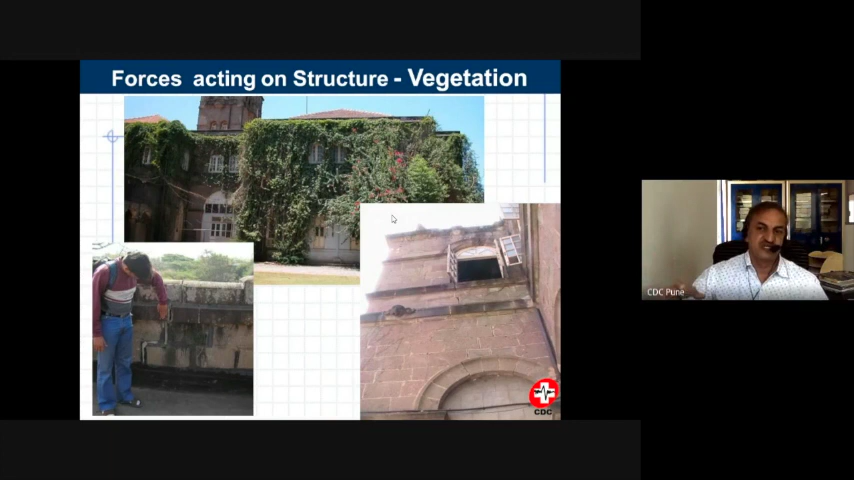 Forces acting on Structure - Vegetation
CDC
CDC Pune